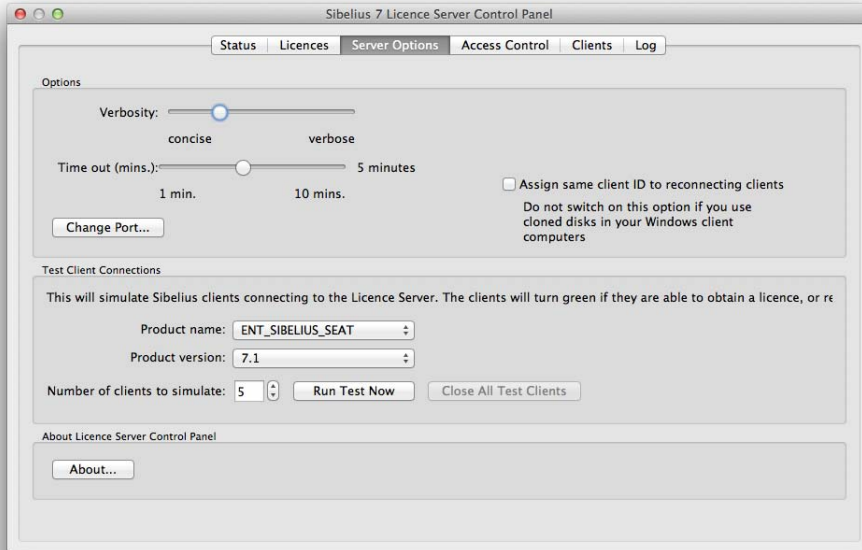 Sibelius 7 Licence Server Control Panel
Status Licences Server Options Access Control Clients Log
Options
Verbosity:
concise verbose
Time out (mins.): 5 minutes
1 min. 10 mins.
Change Port...
Assign same client ID to reconnecting clients
Do not switch on this option if you use
cloned disks in your Windows client
computers
Test Client Connections
This will simulate Sibelius clients connecting to the Licence Server. The clients will turn green if they are able to obtain a licence, or re
Product name: ENT_SIBELIUS_SEAT
Product version: 7.1
Number of clients to simulate: 5 Run Test Now Close All Test Clients
About Licence Server Control Panel
About...